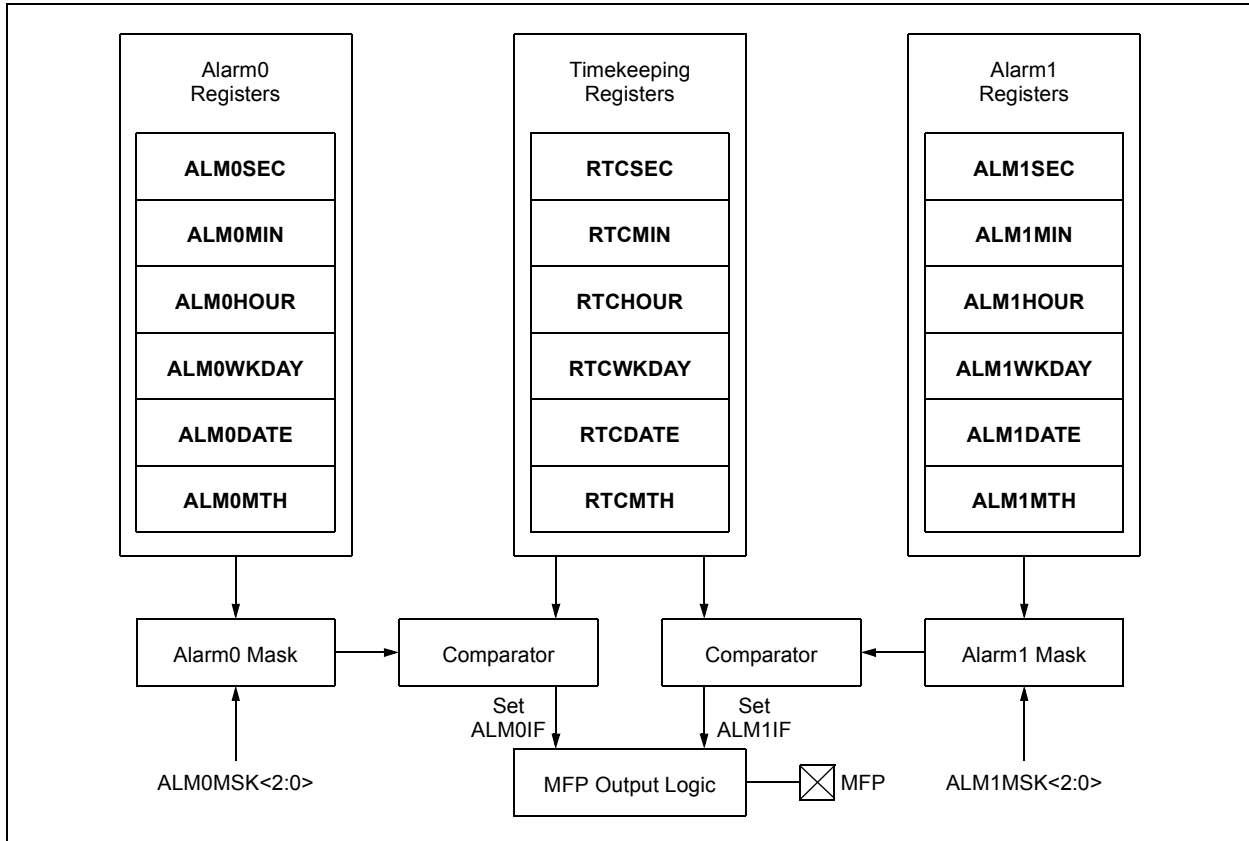 Alarm0
Registers
ALM0SEC
ALM0MIN
ALM0HOUR
ALM0WKDAY
ALM0DATE
ALM0MTH
Timekeeping
Registers
RTCSEC
RTCMIN
RTCHOUR
RTCWKDAY
RTCDATE
RTCMTH
Alarm1
Registers
ALM1SEC
ALM1MIN
ALM1HOUR
ALM1WKDAY
ALM1DATE
ALM1MTH
Alarm0 Mask
Comparator
Comparator
Alarm1 Mask
Set
ALM0IF
Set
ALM1IF
ALM0MSK<2:0>
MFP Output Logic
MFP
ALM1MSK<2:0>